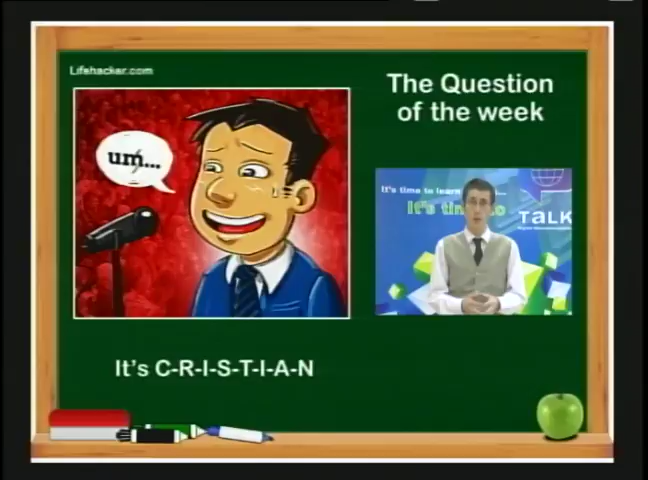 Lifehacker.com
The Question
of the week
um...
It's time to learn
It's time to
TALK
It's C-R-I-S-T-I-A-N